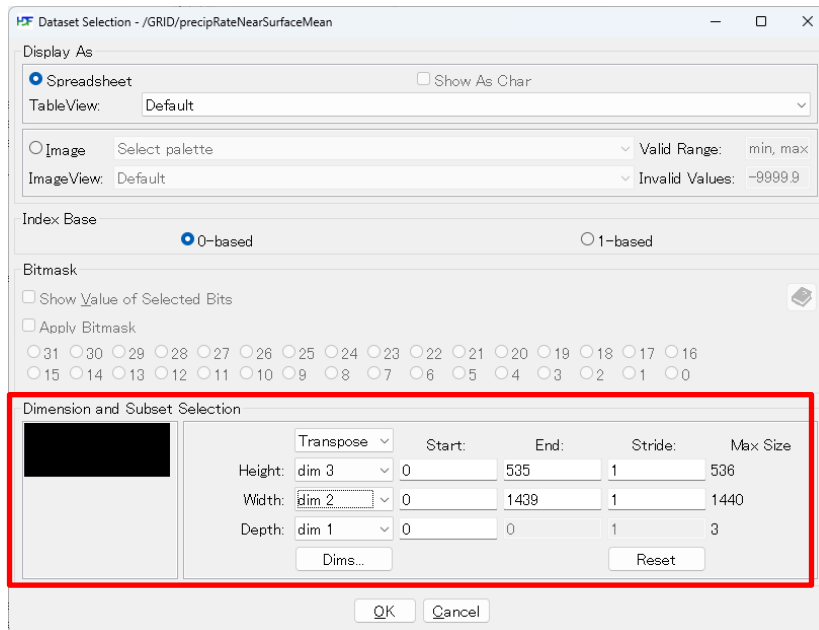 HDF Dataset Selection - /GRID/precipRateNearSurfaceMean
Display As
Spreadsheet Show As Char
TableView: Default
Image Select palette Valid Range: min, max
ImageView: Default Invalid Values: -9999.9
Index Base
0-based 1-based
Bitmask
Show Value of Selected Bits
Apply Bitmask
31 30 29 28 27 26 25 24 23 22 21 20 19 18 17 16
15 14 13 12 11 10 9 8 7 6 5 4 3 2 1 0
Dimension and Subset Selection
Transpose Start: End: Stride: Max Size
Height: dim 3 0 535 1 536
Width: dim 2 0 1439 1 1440
Depth: dim 1 0 0 1 3
Dims... Reset
OK Cancel